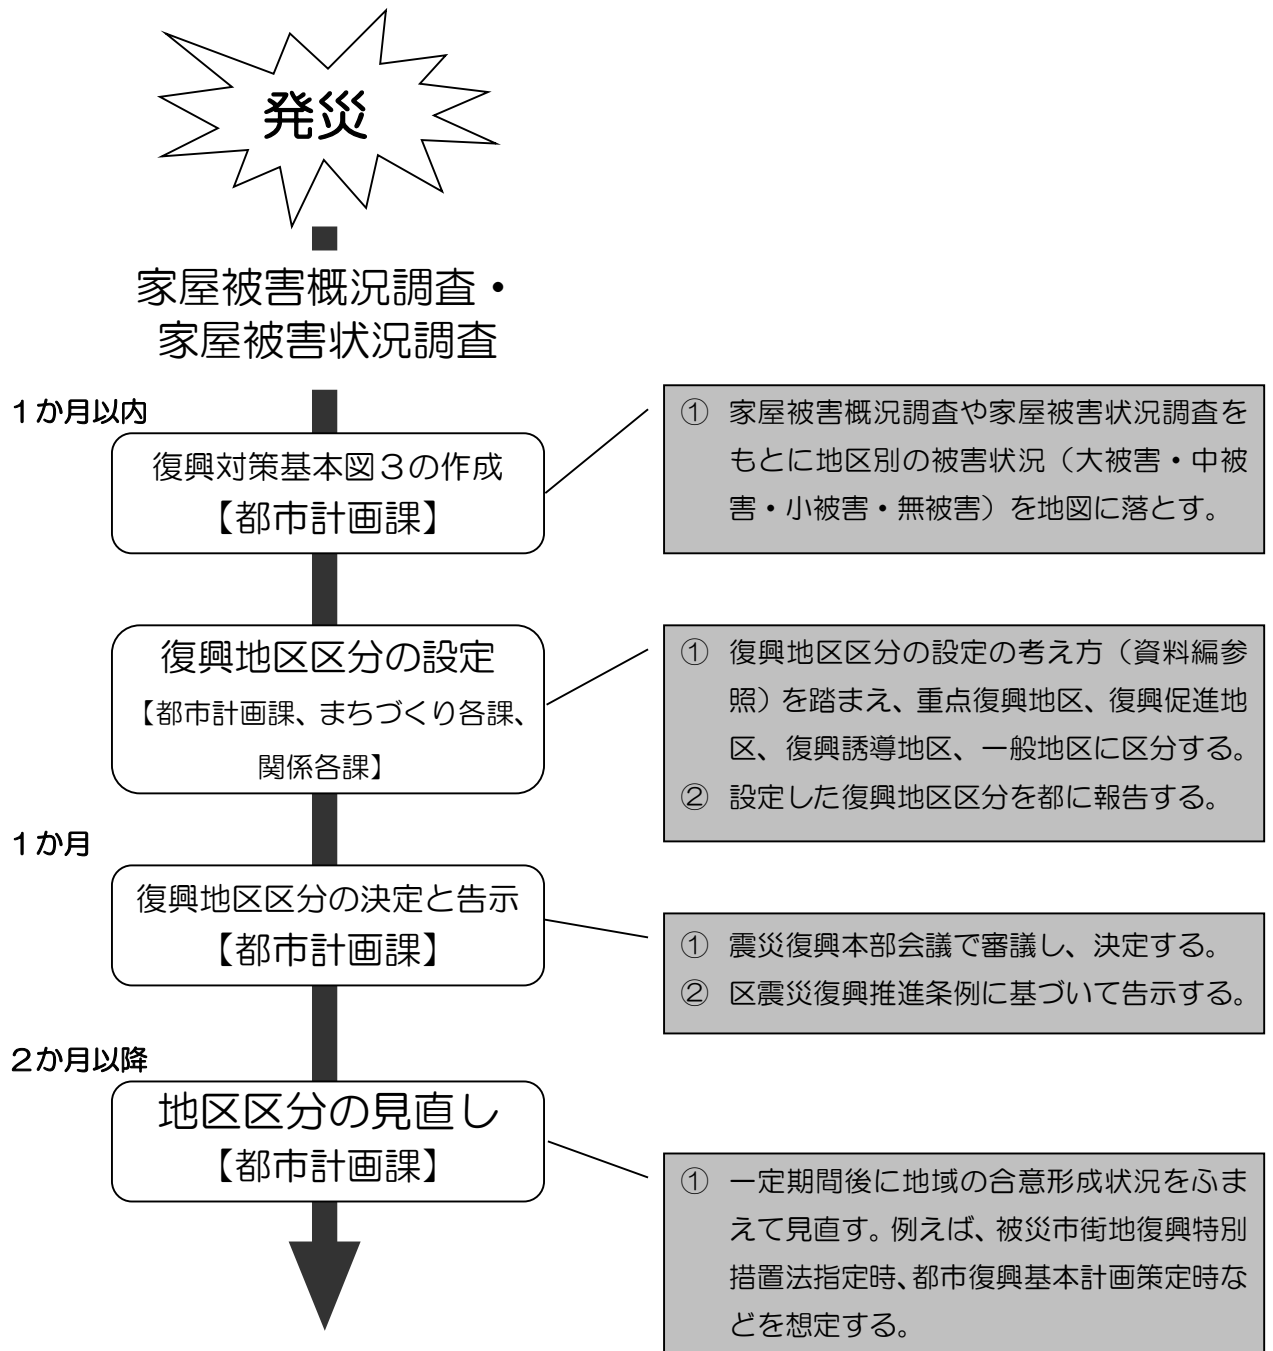 発災
家屋被害概況調査・
家屋被害状況調査
１か月以内
復興対策基本図３の作成
【都市計画課】
① 家屋被害概況調査や家屋被害状況調査を
もとに地区別の被害状況（大被害・中被
害・小被害・無被害）を地図に落とす。
復興地区区分の設定
【都市計画課、まちづくり各課、
関係各課】
① 復興地区区分の設定の考え方（資料編参
照）を踏まえ、重点復興地区、復興促進地
区、復興誘導地区、一般地区に区分する。
② 設定した復興地区区分を都に報告する。
１か月
復興地区区分の決定と告示
【都市計画課】
① 震災復興本部会議で審議し、決定する。
② 区震災復興推進条例に基づいて告示する。
２か月以降
地区区分の見直し
【都市計画課】
① 一定期間後に地域の合意形成状況をふま
えて見直す。例えば、被災市街地復興特別
措置法指定時、都市復興基本計画策定時な
どを想定する。